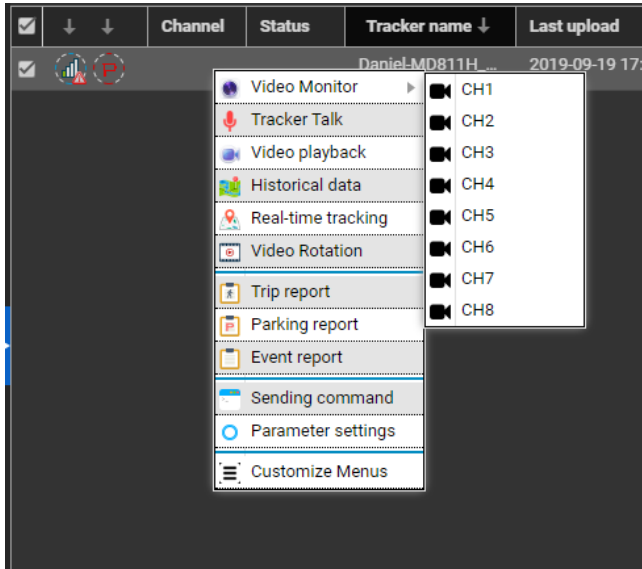 Channel Status Tracker name ↓ Last upload
P Daniel-MD811H_... 2019-09-19 17:
Video Monitor
Tracker Talk
Video playback
Historical data
Real-time tracking
Video Rotation
Trip report
Parking report
Event report
Sending command
Parameter settings
Customize Menus
CH1
CH2
CH3
CH4
CH5
CH6
CH7
CH8